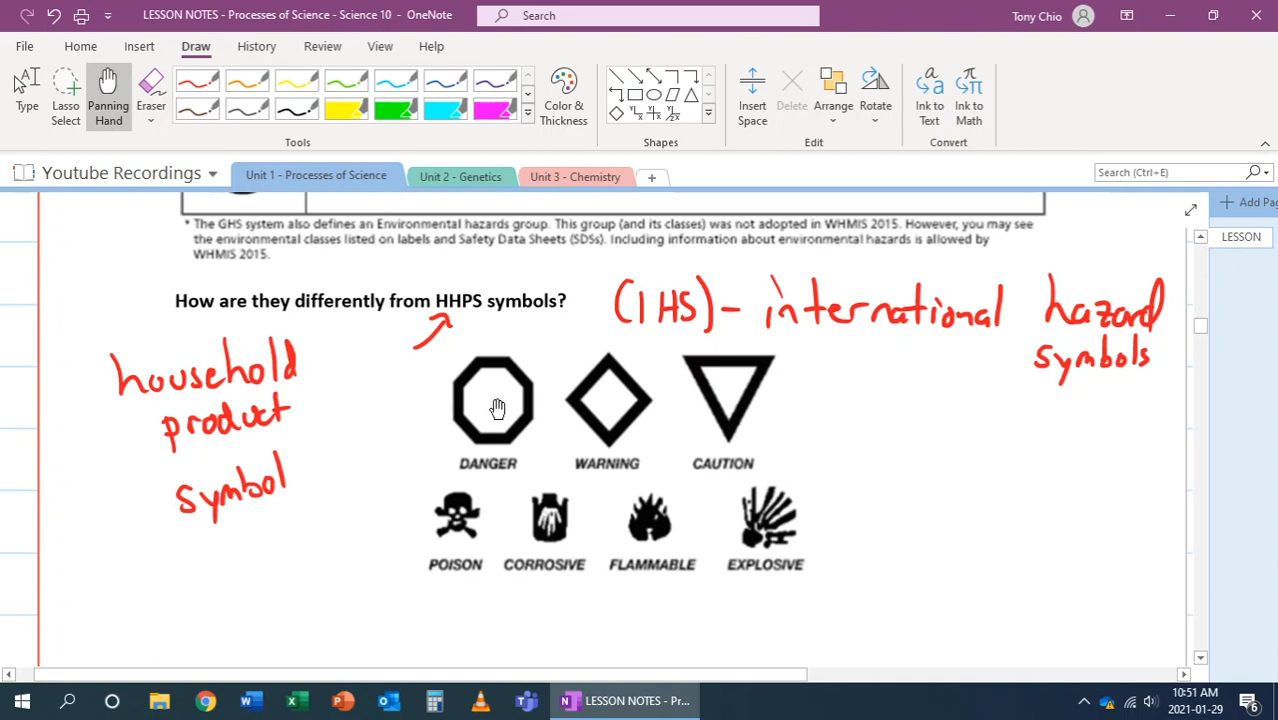 LESSON NOTES - Processes of Science - Science 10 - OneNote
Search
Tony Chio
File Home Insert Draw History Review View Help
Type
Lasso Select
Panning Hand
Eraser
Color & Thickness
Insert Space
Delete
Arrange
Rotate
Ink to Text
Ink to Math
Tools
Shapes
Edit
Convert
Youtube Recordings
Unit 1 - Processes of Science
Unit 2 - Genetics
Unit 3 - Chemistry
Search (Ctrl+E)
Add Pag
LESSON
* The GHS system also defines an Environmental hazards group. This group (and its classes) was not adopted in WHMIS 2015. However, you may see
the environmental classes listed on labels and Safety Data Sheets (SDSs). Including information about environmental hazards is allowed by
WHMIS 2015.
How are they differently from HHPS symbols?
(IHS) - international hazard
symbols
household
product
symbol
DANGER WARNING CAUTION
POISON CORROSIVE FLAMMABLE EXPLOSIVE
LESSON NOTES - Pr...
10:51 AM
2021-01-29
6